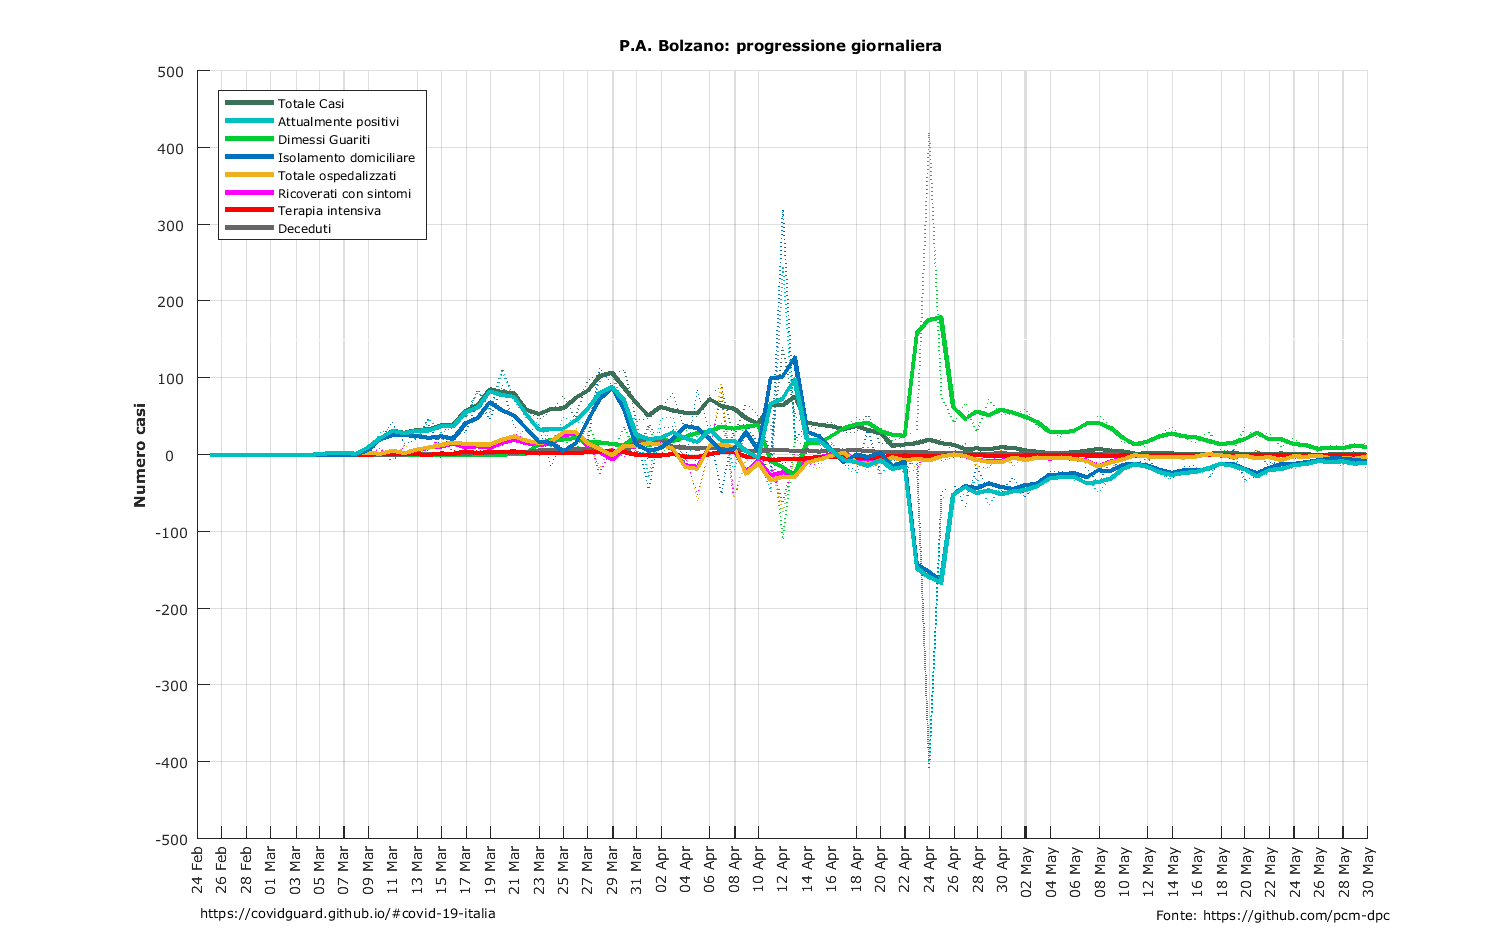 P.A. Bolzano: progressione giornaliera
500
400
300
200
100
0
-100
-200
-300
-400
-500
Numero casi
Totale Casi
Attualmente positivi
Dimessi Guariti
Isolamento domiciliare
Totale ospedalizzati
Ricoverati con sintomi
Terapia intensiva
Deceduti
24 Feb
26 Feb
28 Feb
01 Mar
03 Mar
05 Mar
07 Mar
09 Mar
11 Mar
13 Mar
15 Mar
17 Mar
19 Mar
21 Mar
23 Mar
25 Mar
27 Mar
29 Mar
31 Mar
02 Apr
04 Apr
06 Apr
08 Apr
10 Apr
12 Apr
14 Apr
16 Apr
18 Apr
20 Apr
22 Apr
24 Apr
26 Apr
28 Apr
30 Apr
02 May
04 May
06 May
08 May
10 May
12 May
14 May
16 May
18 May
20 May
22 May
24 May
26 May
28 May
30 May
https://covidguard.github.io/#covid-19-italia
Fonte: https://github.com/pcm-dpc